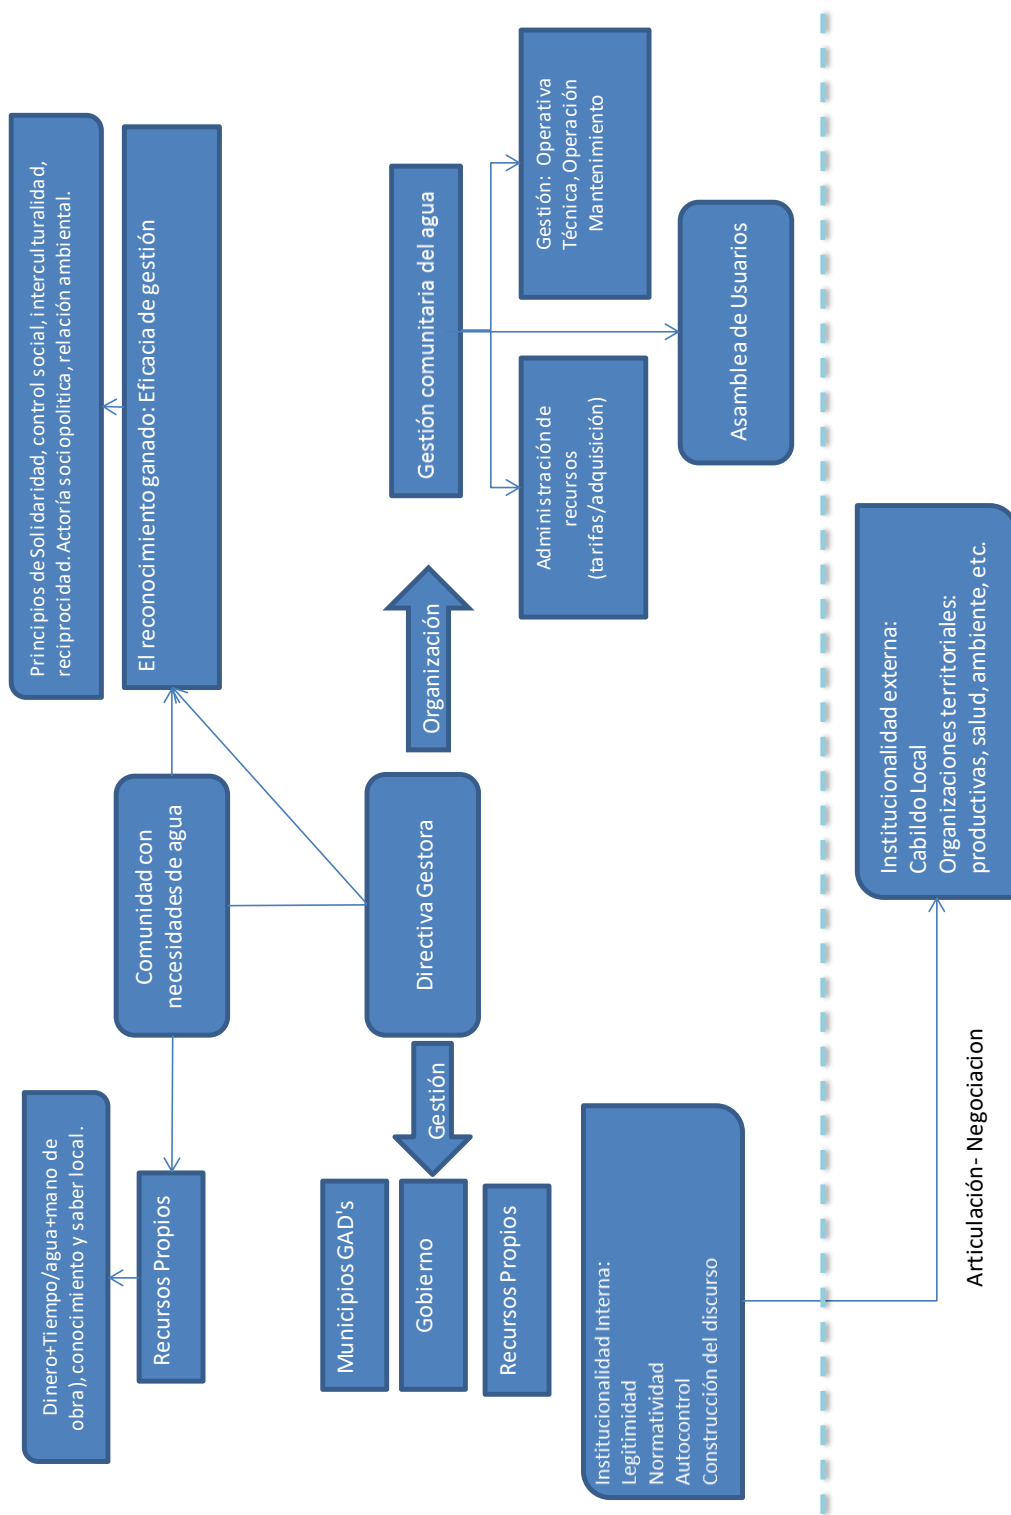 Dinero+Tiempo/agua+mano de
obra), conocimiento y saber local.
Principios de Solidaridad, control social, interculturalidad,
reciprocidad. Actoría sociopolitica, relación ambiental.
Recursos Propios
Comunidad con
necesidades de agua
El reconocimiento ganado: Eficacia de gestión
Municipios GAD's
Gobierno
Recursos Propios
Gestión
Directiva Gestora
Organización
Gestión comunitaria del agua
Administración de
recursos
(tarifas/adquisición)
Gestión: Operativa
Técnica, Operación
Mantenimiento
Asamblea de Usuarios
Institucionalidad Interna:
Legitimidad
Normatividad
Autocontrol
Construcción del discurso
Institucionalidad externa:
Cabildo Local
Organizaciones territoriales:
productivas, salud, ambiente, etc.
Articulación- Negociacion